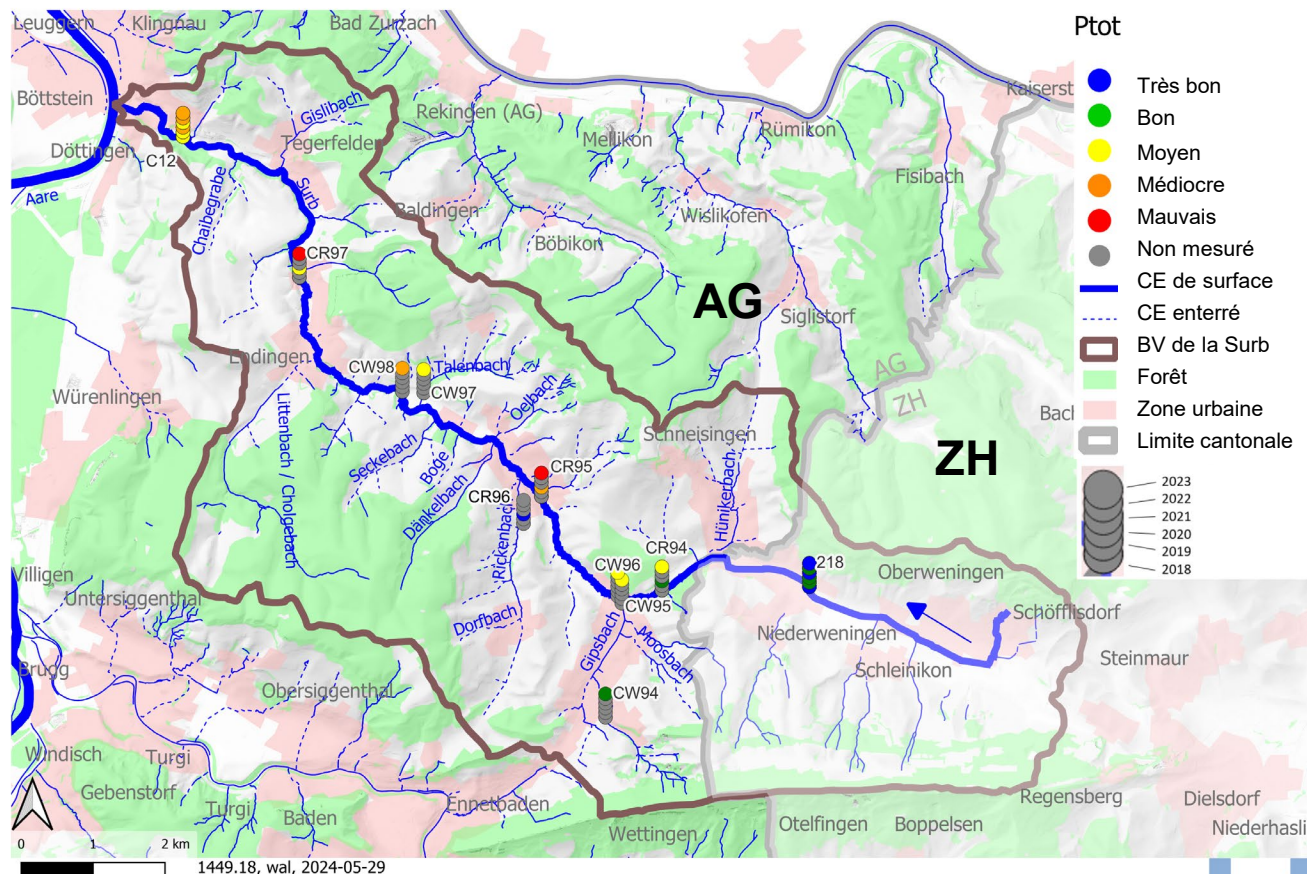 Leuggern
Klingnau
Bad Zurzach
Ptot
Böttstein
Gislibach
Rekingen (AG)
Kaiserst
Très bon
Bon
Moyen
Médiocre
Mauvais
Non mesuré
CE de surface
CE enterré
BV de la Surb
Forêt
Zone urbaine
Limite cantonale
2023
2022
2021
2020
2019
2018
Döttingen
C12
Tegerfelder
Mellikon
Rümikon
Aare
Chalbegrabe
Surb
Baldingen
Wislikofen
Fisibach
Böbikon
CR97
AG
Siglistorf
Endingen
CW98
Talenbach
CW97
AG
ZH
Würenlingen
Oelbach
Bach
Littenbach / Cholgebach
Seckebach
Boge
Schneisingen
ZH
Dänkelbach
CR95
CR96
Hünikerbach
Rickenbach
CR94
CW96
218
Oberweningen
Villigen
Untersiggenthal
CW95
Schöfflisdorf
Dorfbach
Gipsbach
Moosbach
Niederweningen
Steinmaur
Schleinikon
Brugg
Obersiggenthal
CW94
Windisch
Turgi
Gebenstorf
Turgi
Baden
Ennetbaden
Wettingen
Otelfingen
Boppelsen
Regensberg
Dielsdorf
Niederhasli
0 1 2 km
1449.18, wal, 2024-05-29